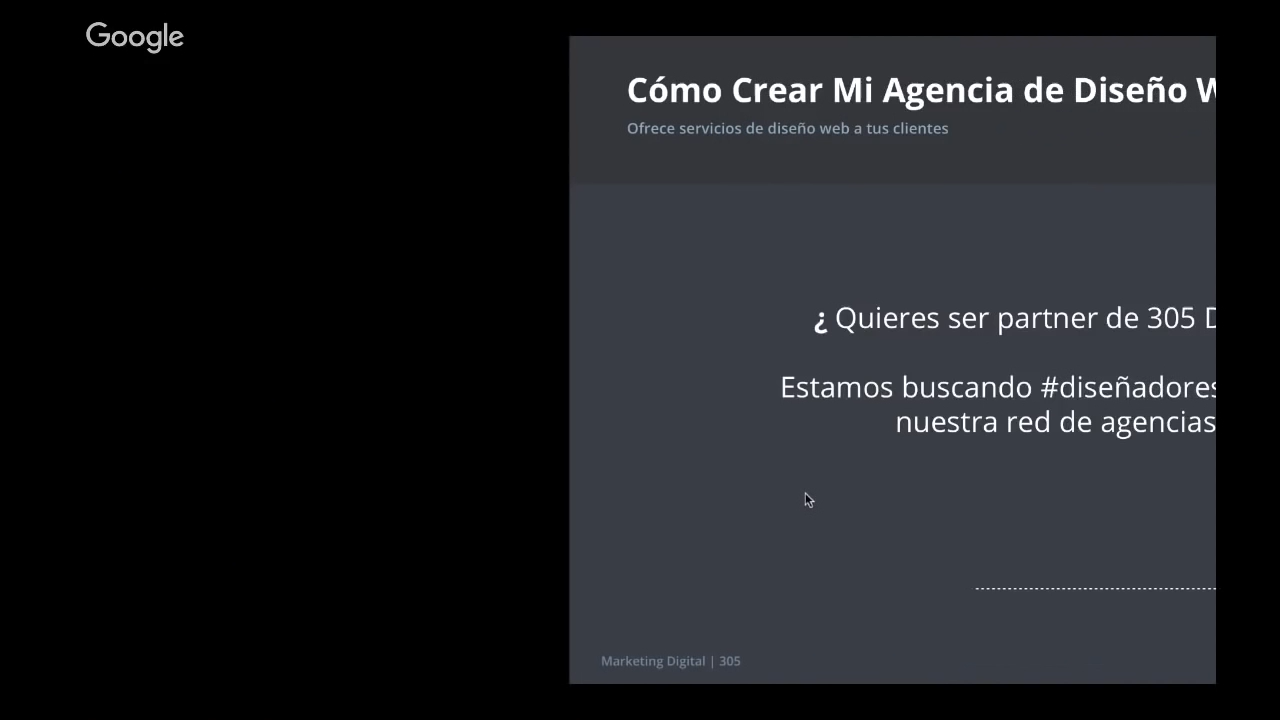 Google
Cómo Crear Mi Agencia de Diseño
Ofrece servicios de diseño web a tus clientes
¿ Quieres ser partner de 305
Estamos buscando #diseñadores
nuestra red de agencias
Marketing Digital | 305